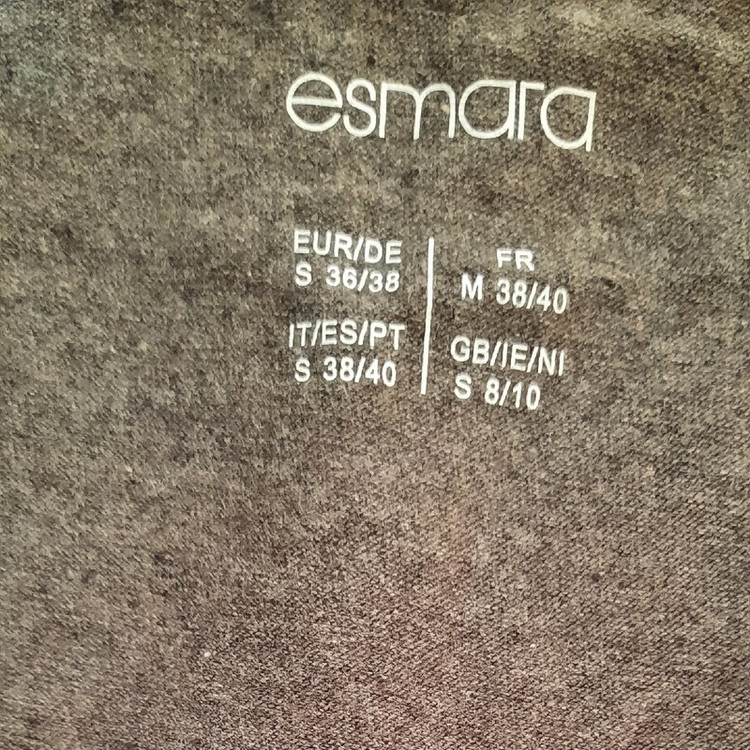 esmara
EUR/DE
S 36/38
IT/ES/PT
S 38/40
FR
M 38/40
GB/IE/NI
S 8/10